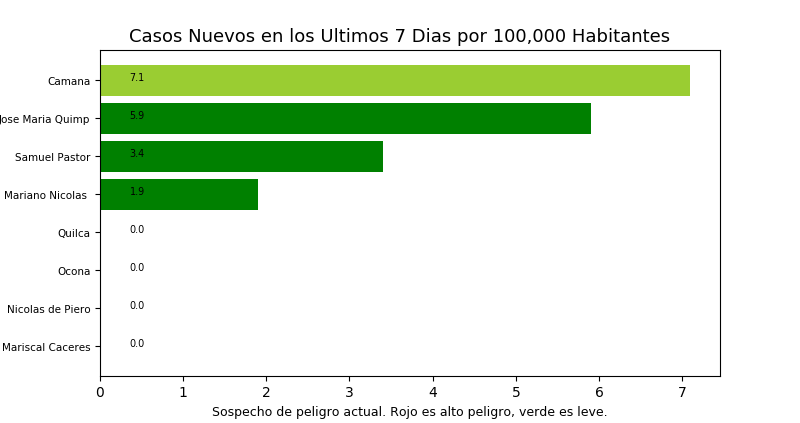 Casos Nuevos en los Ultimos 7 Dias por 100,000 Habitantes
Camana 7.1
Jose Maria Quimp 5.9
Samuel Pastor 3.4
Mariano Nicolas 1.9
Quilca 0.0
Ocona 0.0
Nicolas de Piero 0.0
Mariscal Caceres 0.0
0 1 2 3 4 5 6 7
Sospecho de peligro actual. Rojo es alto peligro, verde es leve.